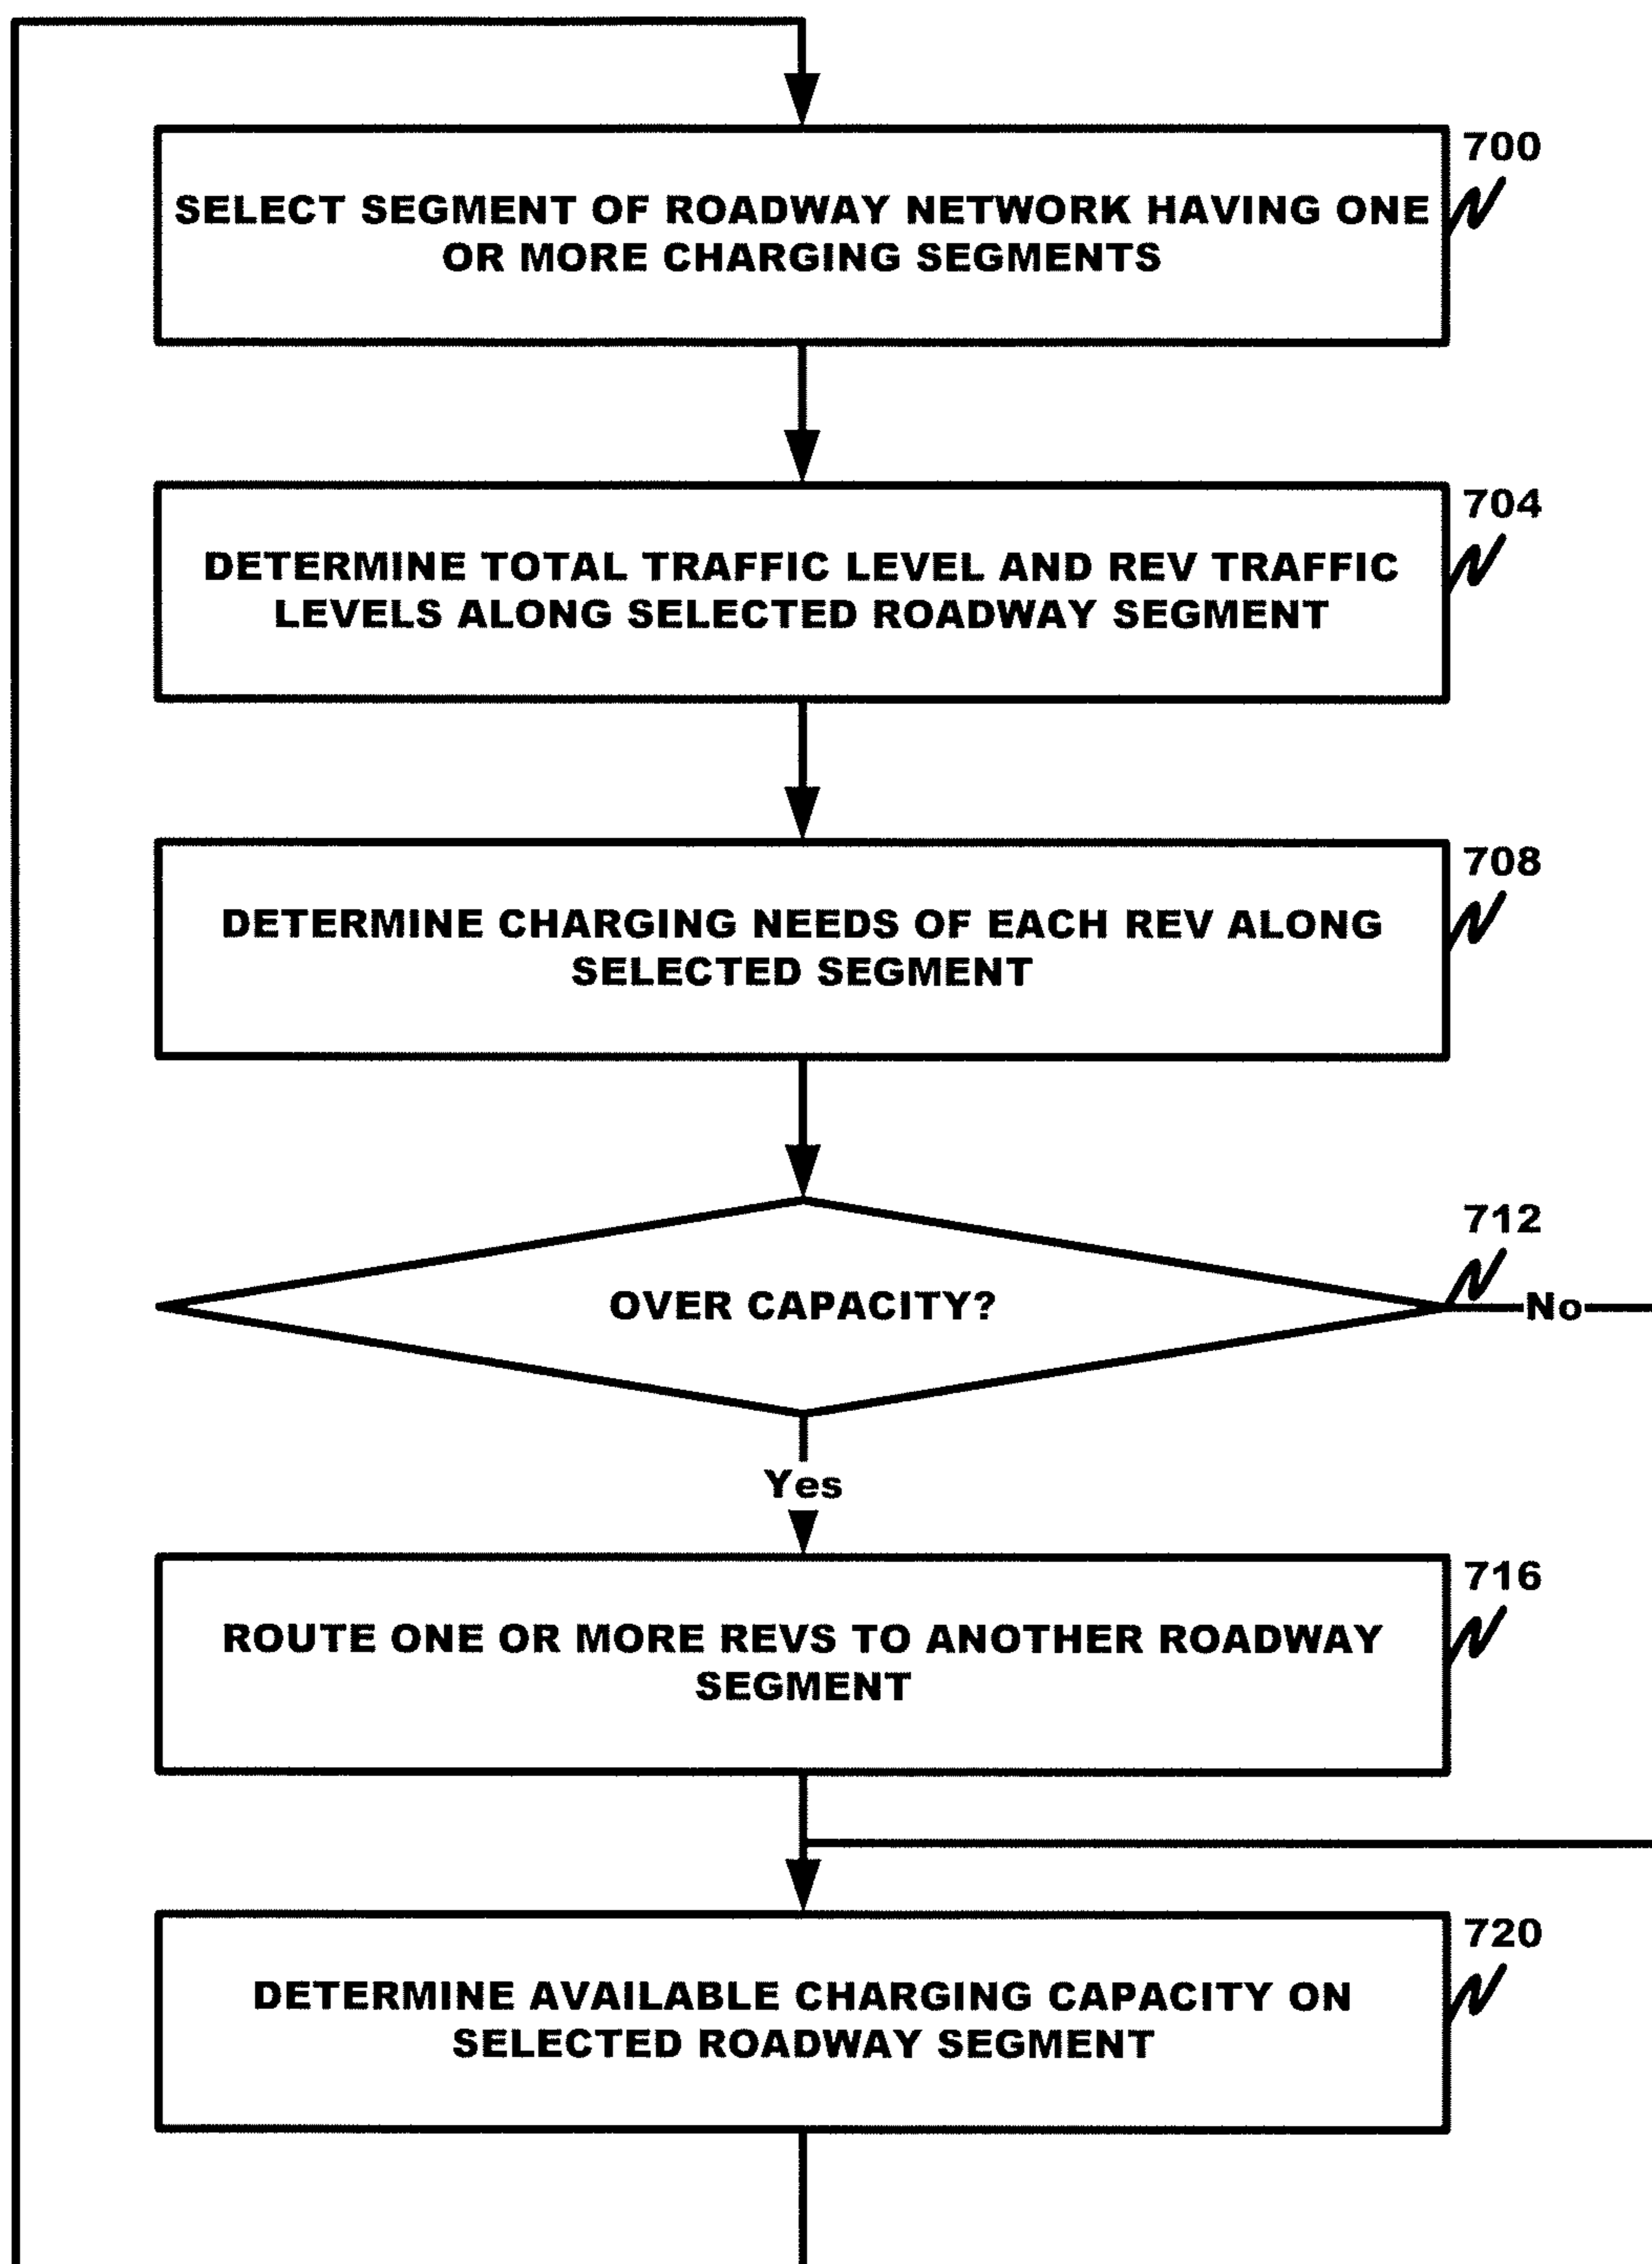 700
SELECT SEGMENT OF ROADWAY NETWORK HAVING ONE
OR MORE CHARGING SEGMENTS
704
DETERMINE TOTAL TRAFFIC LEVEL AND REV TRAFFIC
LEVELS ALONG SELECTED ROADWAY SEGMENT
708
DETERMINE CHARGING NEEDS OF EACH REV ALONG
SELECTED SEGMENT
712
OVER CAPACITY?
No
Yes
716
ROUTE ONE OR MORE REVS TO ANOTHER ROADWAY
SEGMENT
720
DETERMINE AVAILABLE CHARGING CAPACITY ON
SELECTED ROADWAY SEGMENT